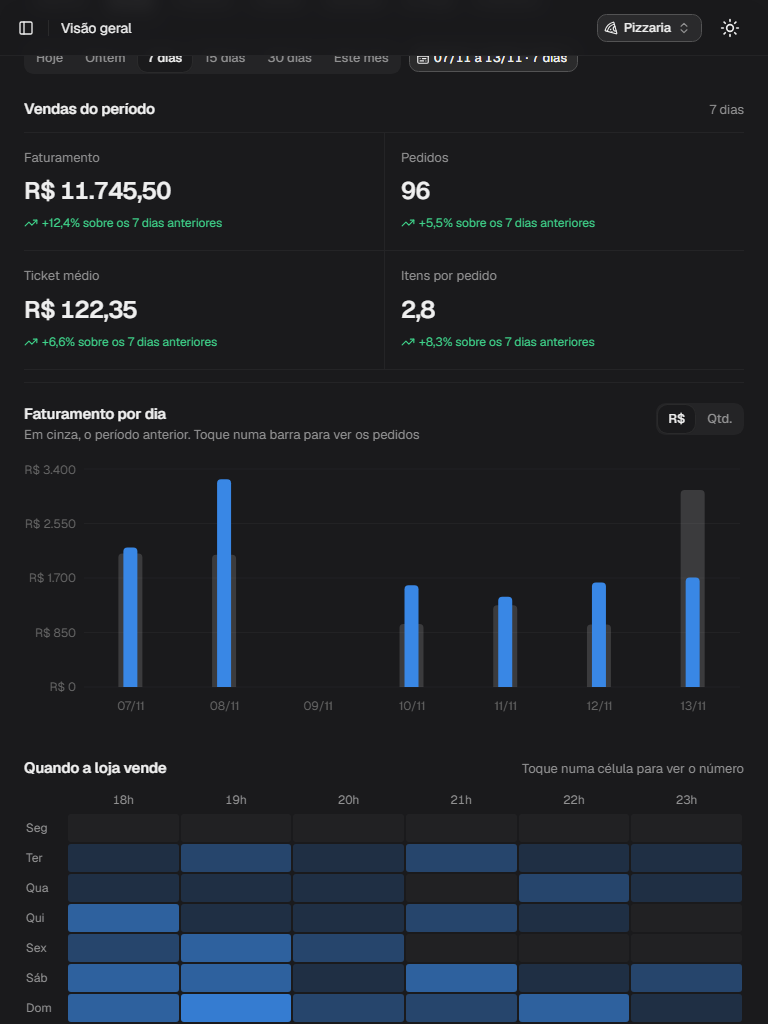 Visão geral
Pizzaria
Hoje
Ontem
7 dias
15 dias
30 dias
Este mês
07/11 a 13/11 · 7 dias
Vendas do período
7 dias
Faturamento
Pedidos
R$ 11.745,50
96
+12,4% sobre os 7 dias anteriores
+5,5% sobre os 7 dias anteriores
Ticket médio
Itens por pedido
R$ 122,35
2,8
+6,6% sobre os 7 dias anteriores
+8,3% sobre os 7 dias anteriores
Faturamento por dia
R$
Qtd.
Em cinza, o período anterior. Toque numa barra para ver os pedidos
R$ 3.400
R$ 2.550
R$ 1.700
R$ 850
R$ 0
07/11
08/11
09/11
10/11
11/11
12/11
13/11
Quando a loja vende
Toque numa célula para ver o número
18h
19h
20h
21h
22h
23h
Seg
Ter
Qua
Qui
Sex
Sáb
Dom